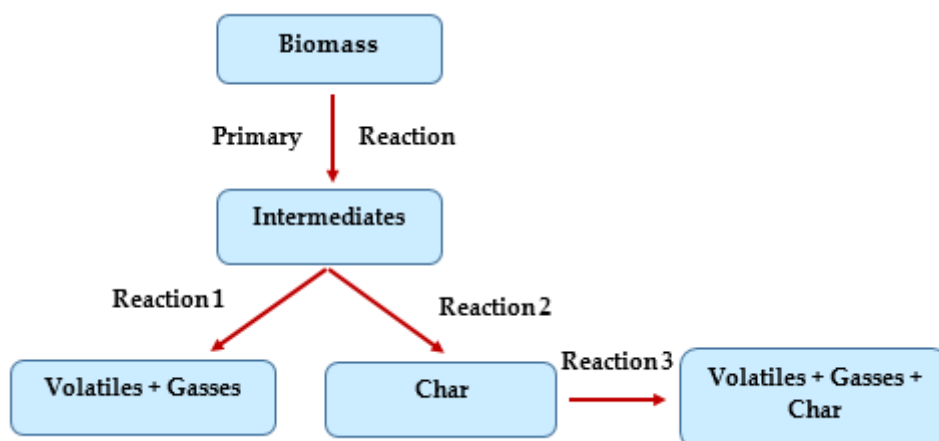 Biomass
Primary Reaction
Intermediates
Reaction 1
Reaction 2
Reaction 3
Volatiles + Gasses
Char
Volatiles + Gasses +
Char